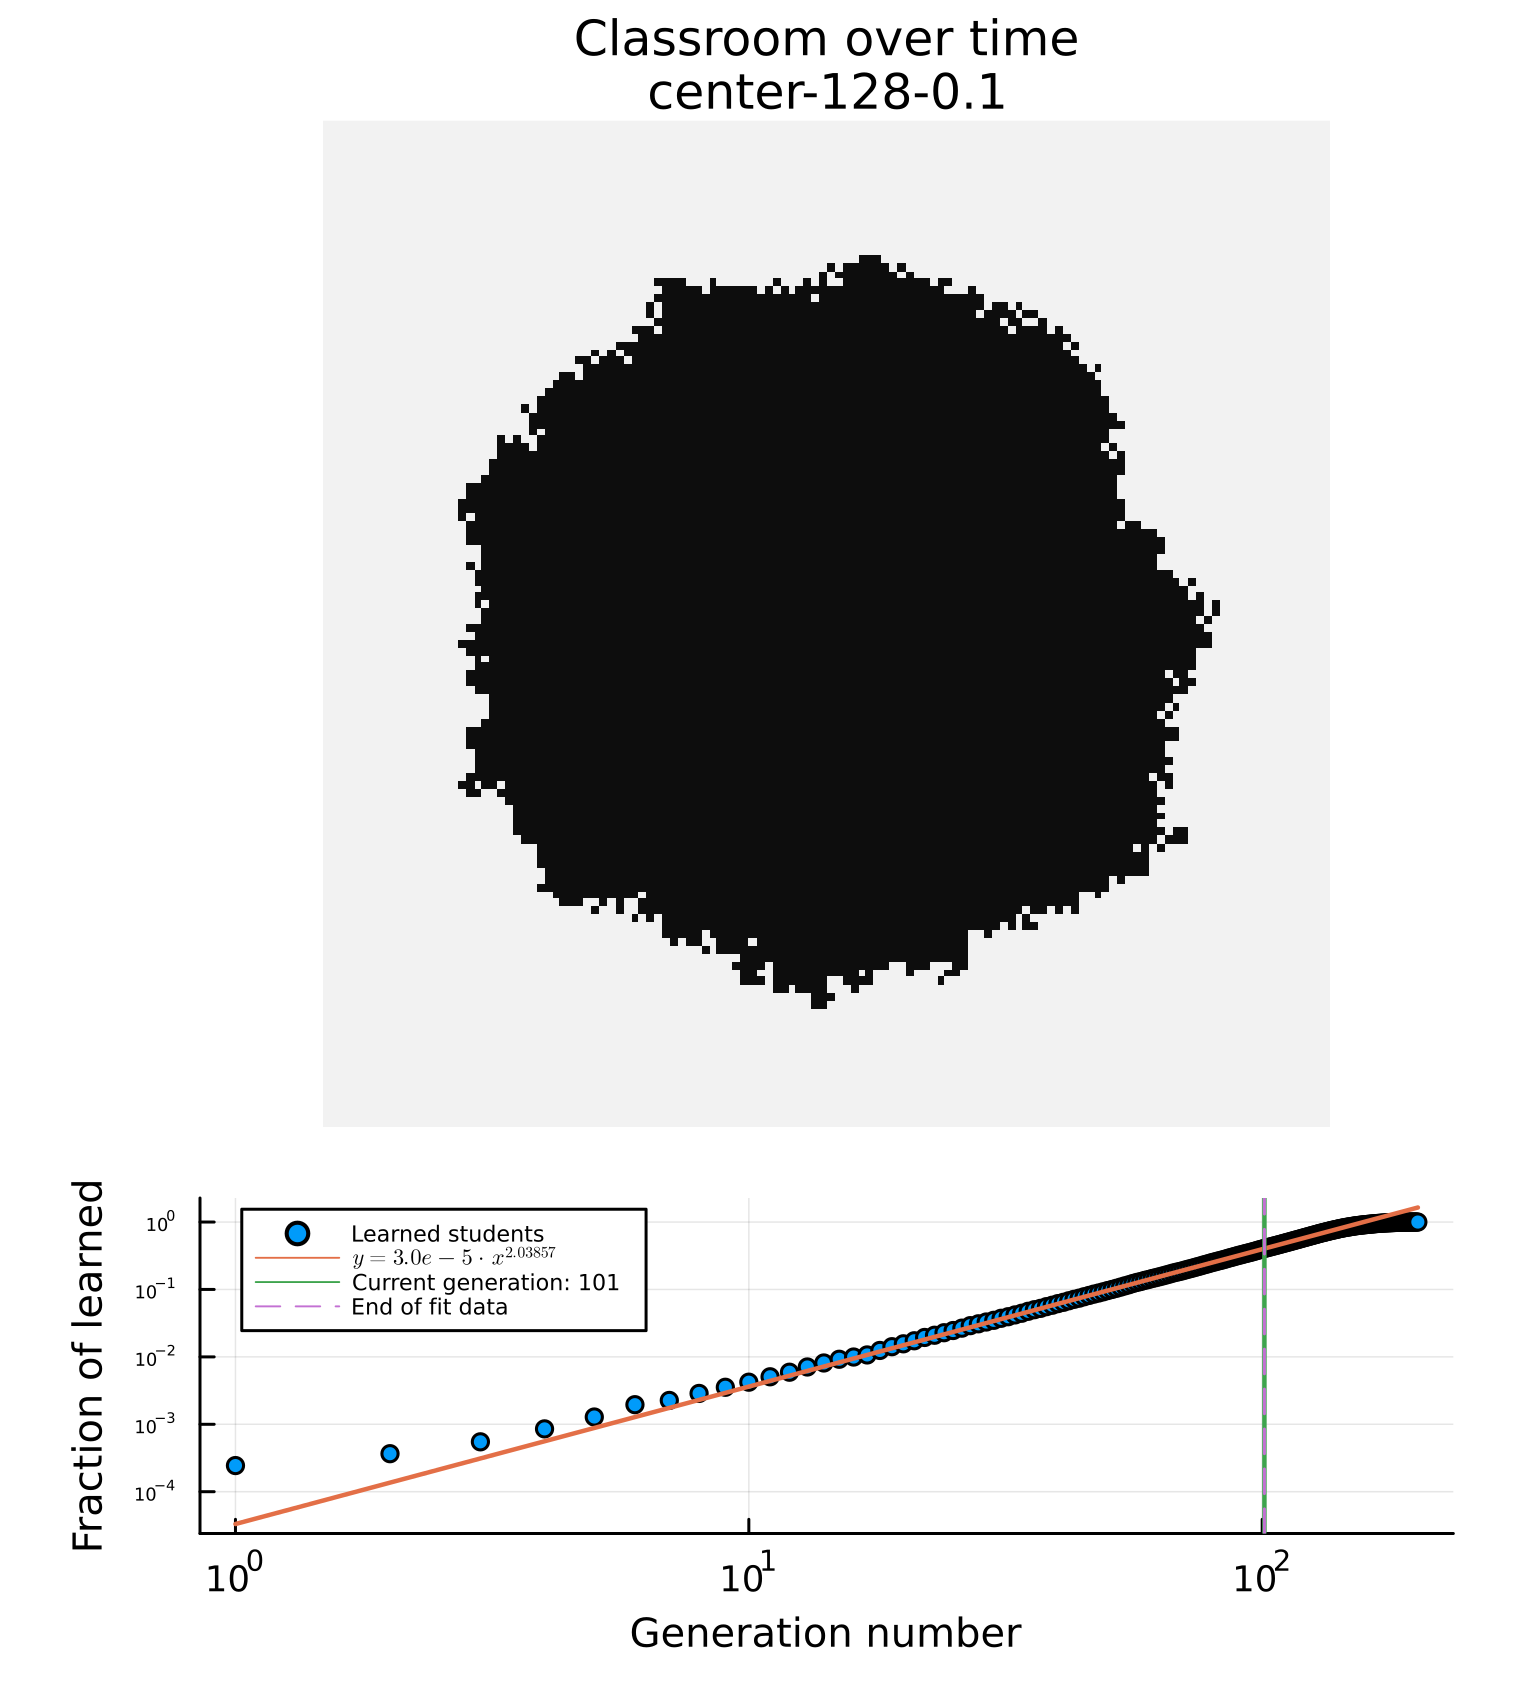 Classroom over time
center-128-0.1
Fraction of learned
10^0
10^−1
10^−2
10^−3
10^−4
Learned students
y = 3.0e − 5 · x^2.03857
Current generation: 101
End of fit data
10^0 10^1 10^2
Generation number